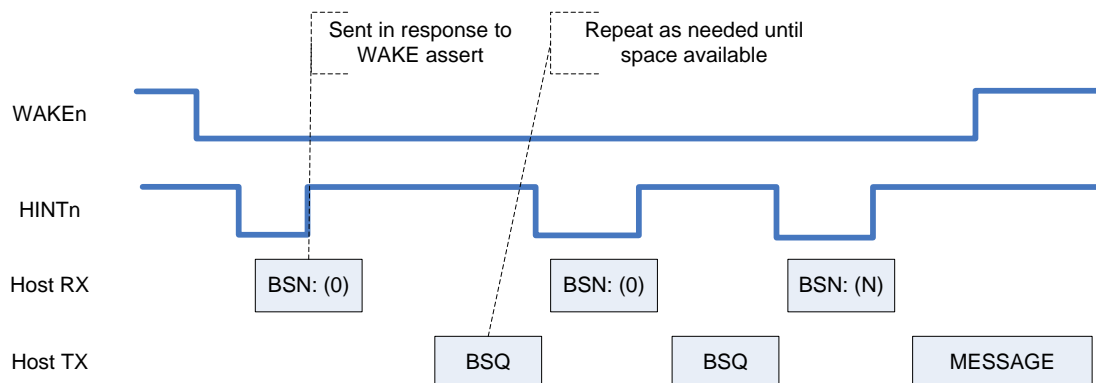 Sent in response to
WAKE assert
Repeat as needed until
space available
WAKEn
HINTn
Host RX
BSN: (0)
BSN: (0)
BSN: (N)
Host TX
BSQ
BSQ
MESSAGE